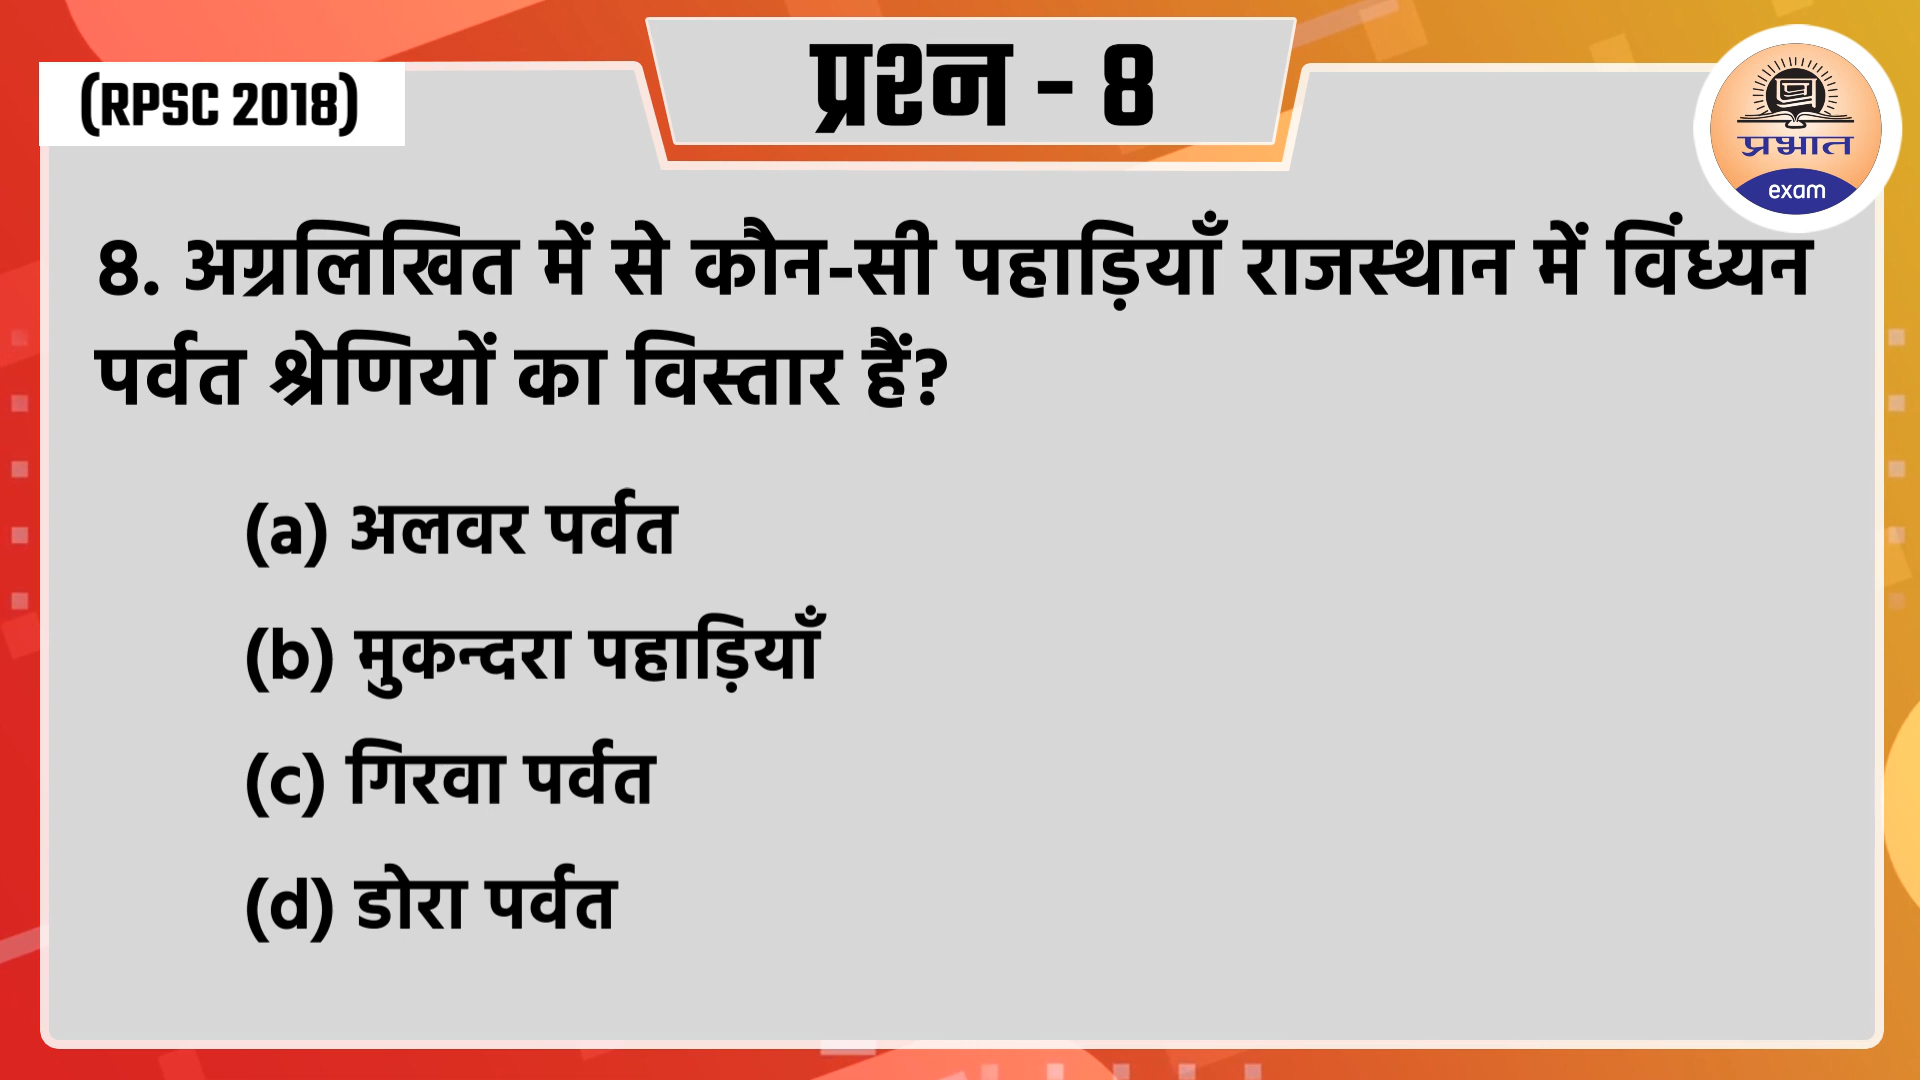 (RPSC 2018)
प्रश्न - 8
प्रभात
exam
8. अग्रलिखित में से कौन-सी पहाड़ियाँ राजस्थान में विंध्यन
पर्वत श्रेणियों का विस्तार हैं?
(a) अलवर पर्वत
(b) मुकन्दरा पहाड़ियाँ
(c) गिरवा पर्वत
(d) डोरा पर्वत